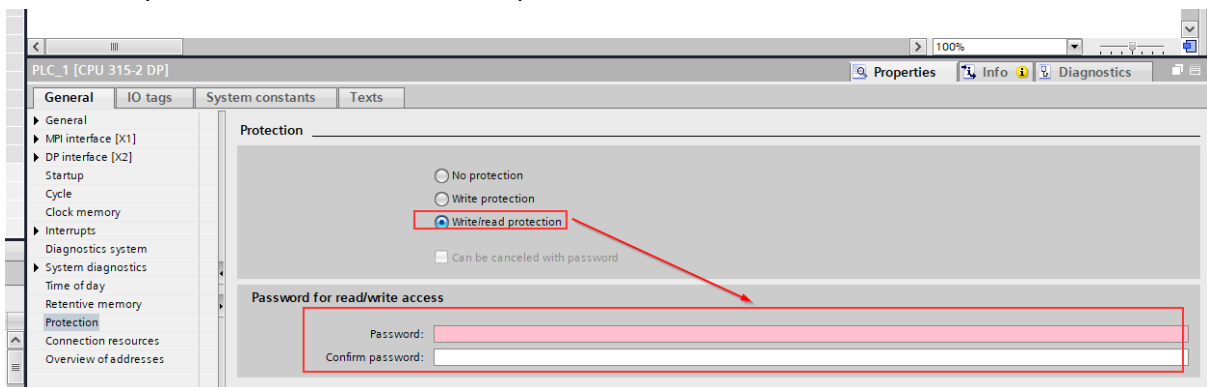 100%
PLC_1 [CPU 315-2 DP]
Properties
Info
Diagnostics
General
IO tags
System constants
Texts
General
MPI interface [X1]
DP interface [X2]
Startup
Cycle
Clock memory
Interrupts
Diagnostics system
System diagnostics
Time of day
Retentive memory
Protection
Connection resources
Overview of addresses
Protection
No protection
Write protection
Write/read protection
Can be canceled with password
Password for read/write access
Password:
Confirm password: